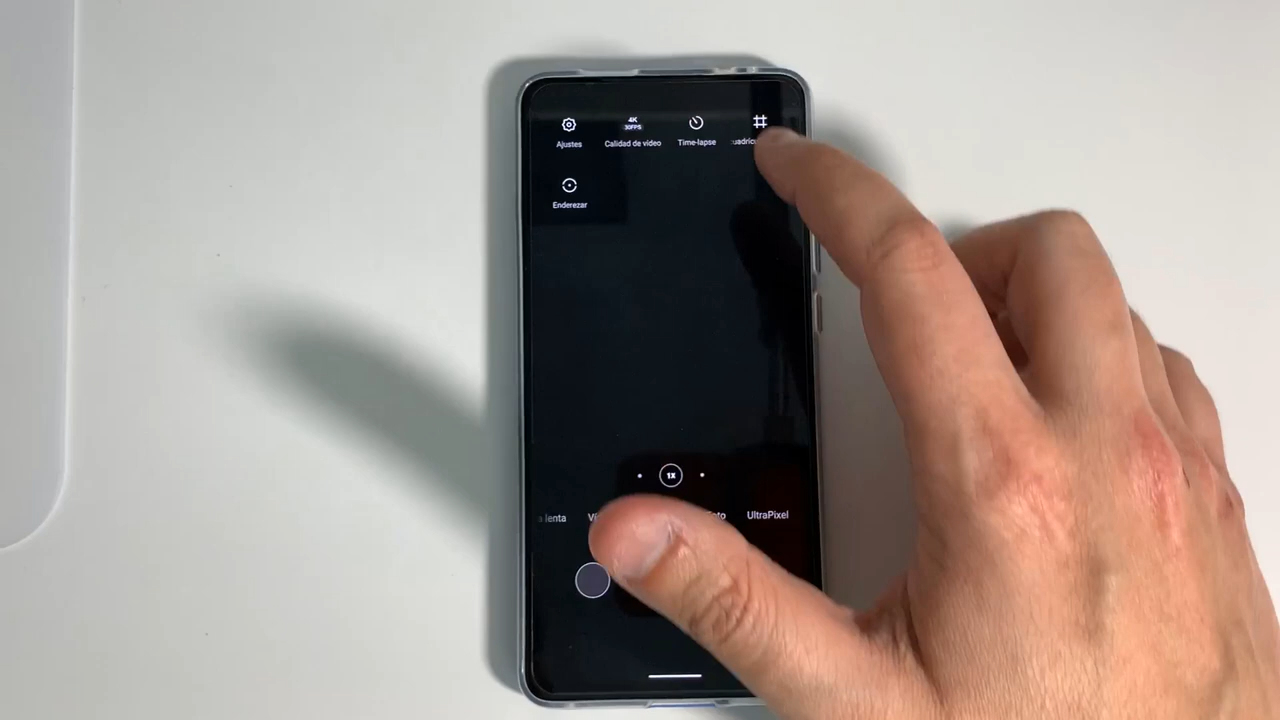 4K
30FPS
Ajustes
Calidad de vídeo
Time-lapse
Enderezar
1X
lenta
UltraPixel